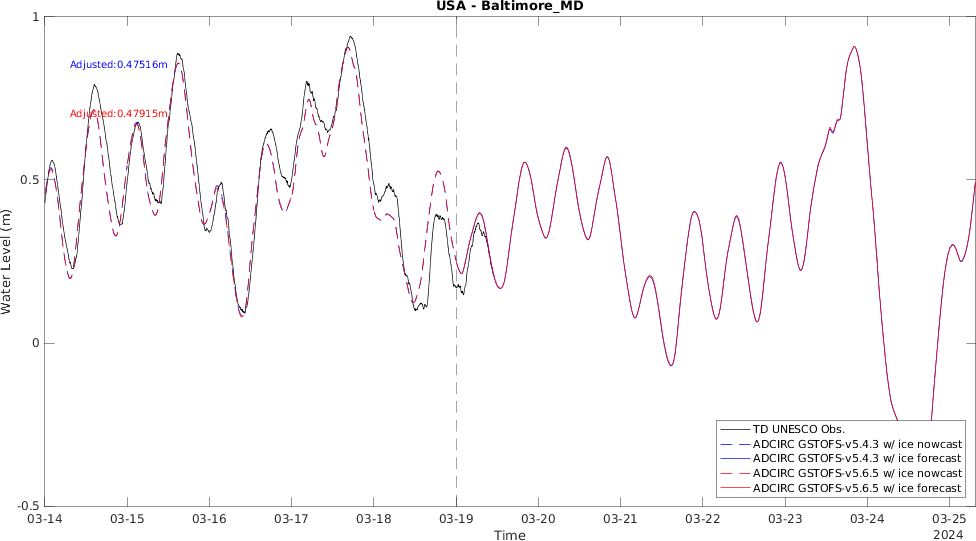 USA - Baltimore_MD
Adjusted:0.47516m
Adjusted:0.47915m
Water Level (m)
1
0.5
0
-0.5
TD UNESCO Obs.
ADCIRC GSTOFS-v5.4.3 w/ ice nowcast
ADCIRC GSTOFS-v5.4.3 w/ ice forecast
ADCIRC GSTOFS-v5.6.5 w/ ice nowcast
ADCIRC GSTOFS-v5.6.5 w/ ice forecast
03-14 03-15 03-16 03-17 03-18 03-19 03-20 03-21 03-22 03-23 03-24 03-25
Time
2024